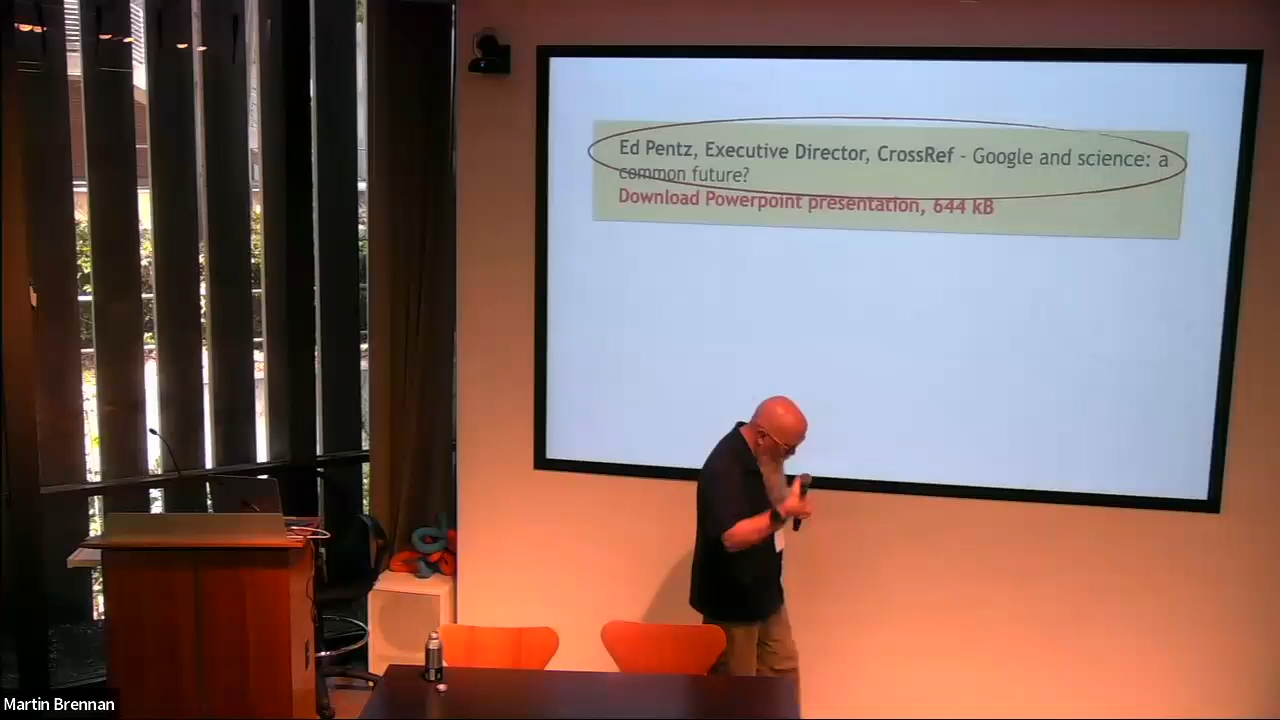 Ed Pentz, Executive Director, CrossRef - Google and science: a
common future?
Download Powerpoint presentation, 644 kB
Martin Brennan